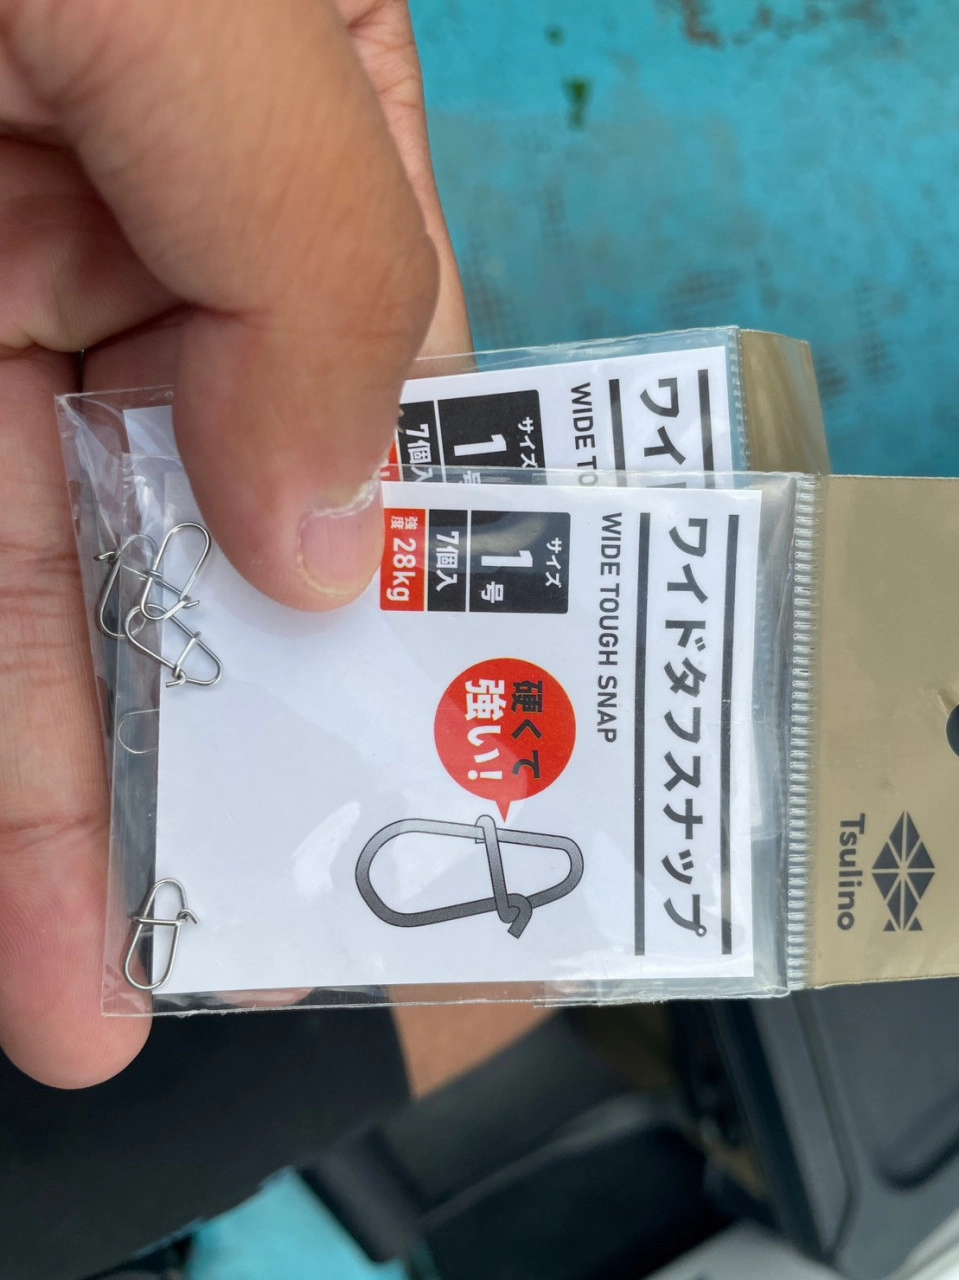 Tsulino
ワイドタフスナップ
WIDE TOUGH SNAP
サイズ
1号
7個入
強度 28kg
硬くて
強い!
ワイ
WIDE TO
サイズ
1号
7個入